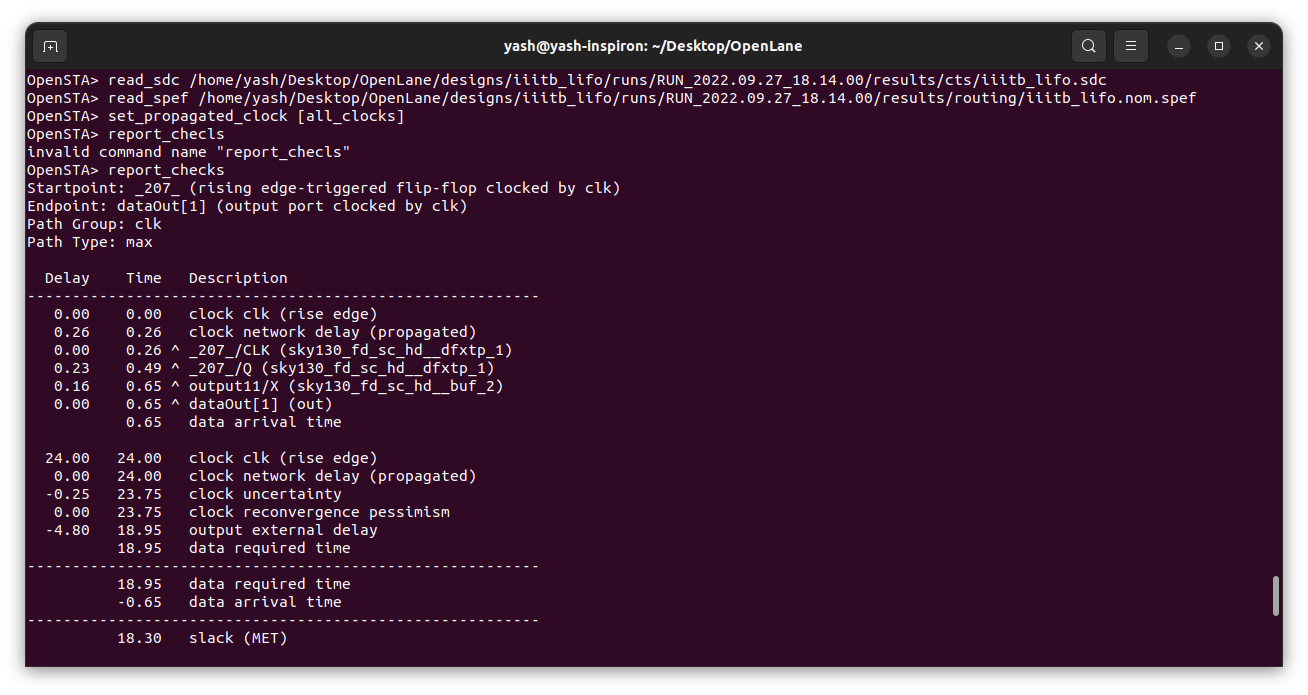 yash@yash-inspiron: ~/Desktop/OpenLane
OpenSTA> read_sdc /home/yash/Desktop/OpenLane/designs/iiitb_lifo/runs/RUN_2022.09.27_18.14.00/results/cts/iiitb_lifo.sdc
OpenSTA> read_spef /home/yash/Desktop/OpenLane/designs/iiitb_lifo/runs/RUN_2022.09.27_18.14.00/results/routing/iiitb_lifo.nom.spef
OpenSTA> set_propagated_clock [all_clocks]
OpenSTA> report_checls
invalid command name "report_checls"
OpenSTA> report_checks
Startpoint: _207_ (rising edge-triggered flip-flop clocked by clk)
Endpoint: dataOut[1] (output port clocked by clk)
Path Group: clk
Path Type: max
  Delay    Time   Description
---------------------------------------------------------
   0.00    0.00   clock clk (rise edge)
   0.26    0.26   clock network delay (propagated)
   0.00    0.26 ^ _207_/CLK (sky130_fd_sc_hd__dfxtp_1)
   0.23    0.49 ^ _207_/Q (sky130_fd_sc_hd__dfxtp_1)
   0.16    0.65 ^ output11/X (sky130_fd_sc_hd__buf_2)
   0.00    0.65 ^ dataOut[1] (out)
           0.65   data arrival time
  24.00   24.00   clock clk (rise edge)
   0.00   24.00   clock network delay (propagated)
  -0.25   23.75   clock uncertainty
   0.00   23.75   clock reconvergence pessimism
  -4.80   18.95   output external delay
          18.95   data required time
---------------------------------------------------------
          18.95   data required time
          -0.65   data arrival time
---------------------------------------------------------
          18.30   slack (MET)